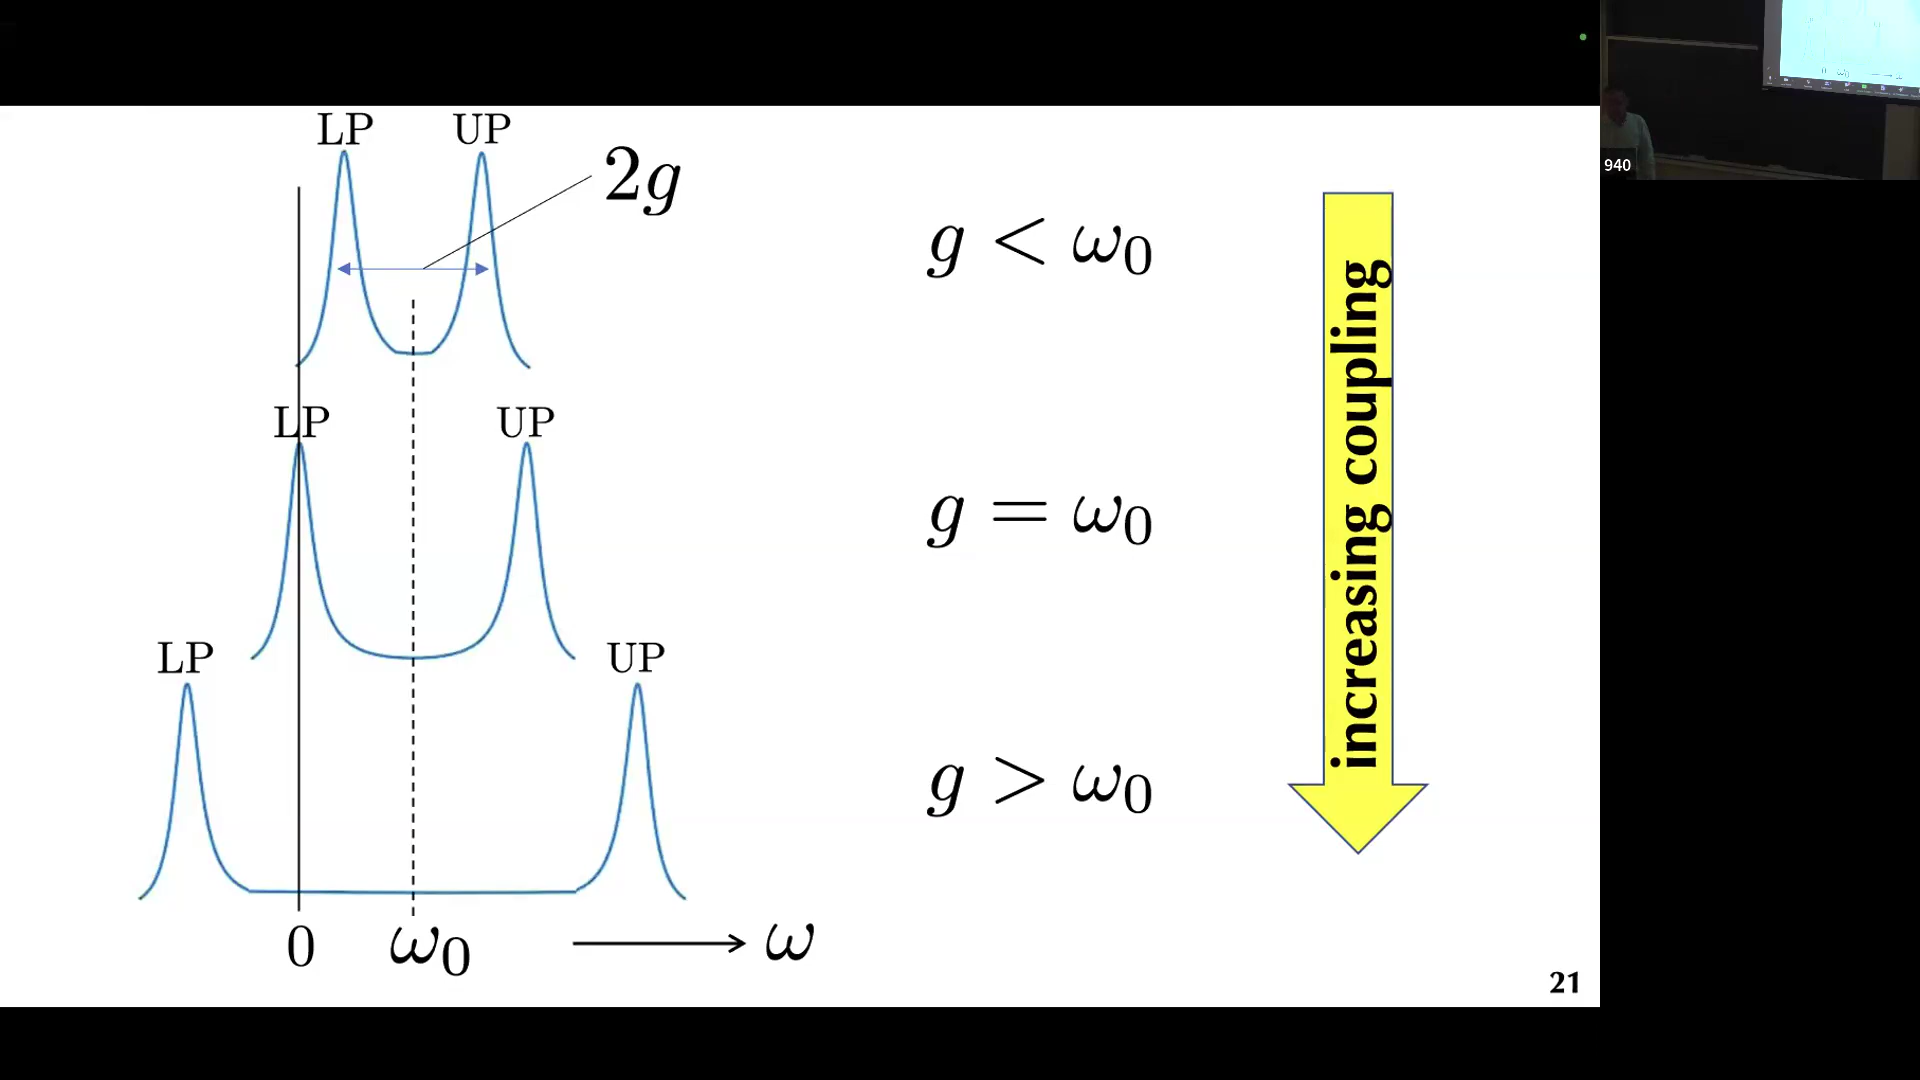 LP UP
2g
g < ω₀
LP UP
g = ω₀
LP UP
g > ω₀
increasing coupling
0 ω₀ ω
21
940